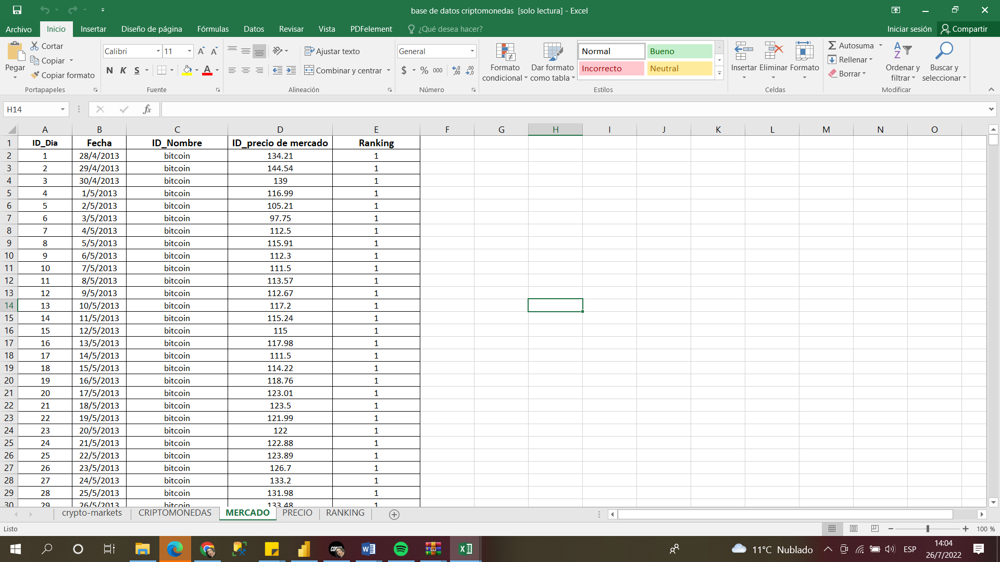 base de datos criptomonedas [solo lectura] - Excel
Archivo Inicio Insertar Diseño de página Fórmulas Datos Revisar Vista PDFelement ¿Qué desea hacer? Iniciar sesión Compartir
Pegar
Cortar
Copiar
Copiar formato
Portapapeles
Calibri 11
N K S
Fuente
Ajustar texto
Combinar y centrar
Alineación
General
$ % 000
Número
Formato condicional
Dar formato como tabla
Normal Bueno
Incorrecto Neutral
Estilos
Insertar Eliminar Formato
Celdas
Autosuma
Rellenar
Borrar
Ordenar y filtrar
Buscar y seleccionar
Modificar
H14 fx
A B C D E F G H I J K L M N O
1 ID_Dia Fecha ID_Nombre ID_precio de mercado Ranking
2 1 28/4/2013 bitcoin 134.21 1
3 2 29/4/2013 bitcoin 144.54 1
4 3 30/4/2013 bitcoin 139 1
5 4 1/5/2013 bitcoin 116.99 1
6 5 2/5/2013 bitcoin 105.21 1
7 6 3/5/2013 bitcoin 97.75 1
8 7 4/5/2013 bitcoin 112.5 1
9 8 5/5/2013 bitcoin 115.91 1
10 9 6/5/2013 bitcoin 112.3 1
11 10 7/5/2013 bitcoin 111.5 1
12 11 8/5/2013 bitcoin 113.57 1
13 12 9/5/2013 bitcoin 112.67 1
14 13 10/5/2013 bitcoin 117.2 1
15 14 11/5/2013 bitcoin 115.24 1
16 15 12/5/2013 bitcoin 115 1
17 16 13/5/2013 bitcoin 117.98 1
18 17 14/5/2013 bitcoin 111.5 1
19 18 15/5/2013 bitcoin 114.22 1
20 19 16/5/2013 bitcoin 118.76 1
21 20 17/5/2013 bitcoin 123.01 1
22 21 18/5/2013 bitcoin 123.5 1
23 22 19/5/2013 bitcoin 121.99 1
24 23 20/5/2013 bitcoin 122 1
25 24 21/5/2013 bitcoin 122.88 1
26 25 22/5/2013 bitcoin 123.89 1
27 26 23/5/2013 bitcoin 126.7 1
28 27 24/5/2013 bitcoin 133.2 1
29 28 25/5/2013 bitcoin 131.98 1
30 29 26/5/2013 bitcoin 133.48 1
crypto-markets CRIPTOMONEDAS MERCADO PRECIO RANKING
Listo 100 %
11°C Nublado ESP 14:04
26/7/2022